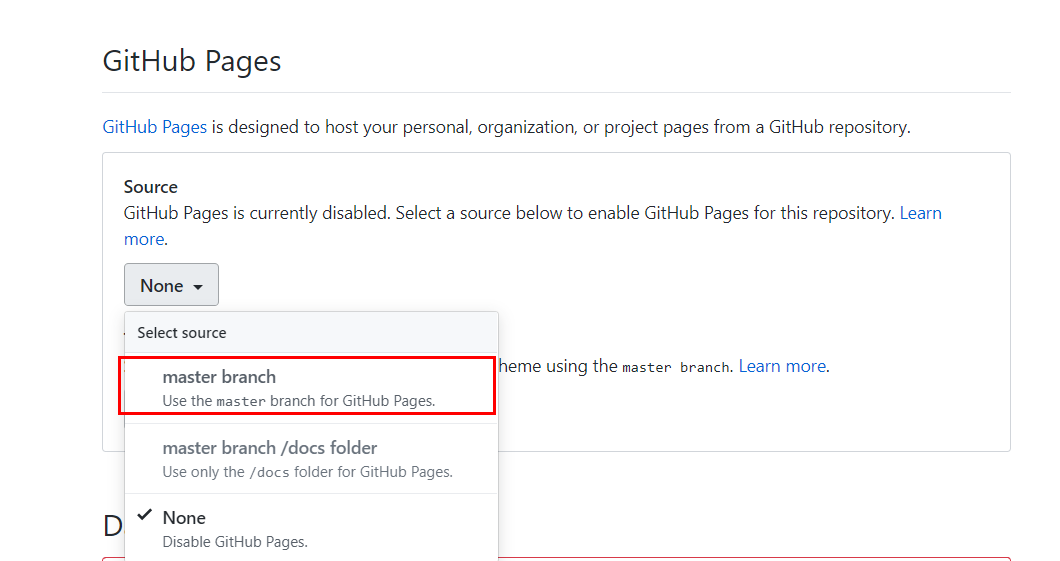 GitHub Pages
GitHub Pages is designed to host your personal, organization, or project pages from a GitHub repository.
Source
GitHub Pages is currently disabled. Select a source below to enable GitHub Pages for this repository. Learn
more.
None
Select source
heme using the master branch. Learn more.
master branch
Use the master branch for GitHub Pages.
master branch /docs folder
Use only the /docs folder for GitHub Pages.
None
D
Disable GitHub Pages.